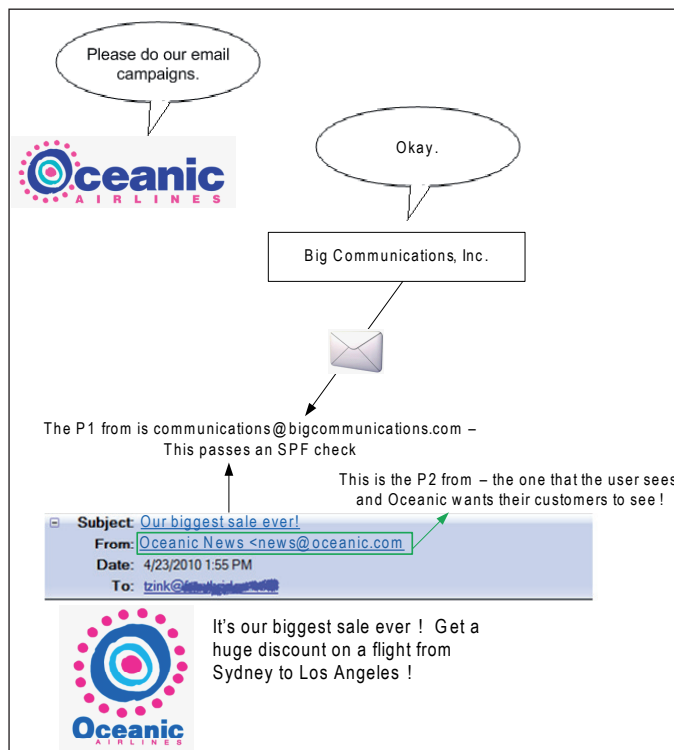 Please do our email
campaigns.
Oceanic
AIRLINES
Okay.
Big Communications, Inc.
The P1 from is communications@bigcommunications.com –
This passes an SPF check
This is the P2 from – the one that the user sees
and Oceanic wants their customers to see !
Subject: Our biggest sale ever!
From: Oceanic News <news@oceanic.com
Date: 4/23/2010 1:55 PM
To: tzink@
It's our biggest sale ever ! Get a
huge discount on a flight from
Sydney to Los Angeles !
Oceanic
AIRLINES